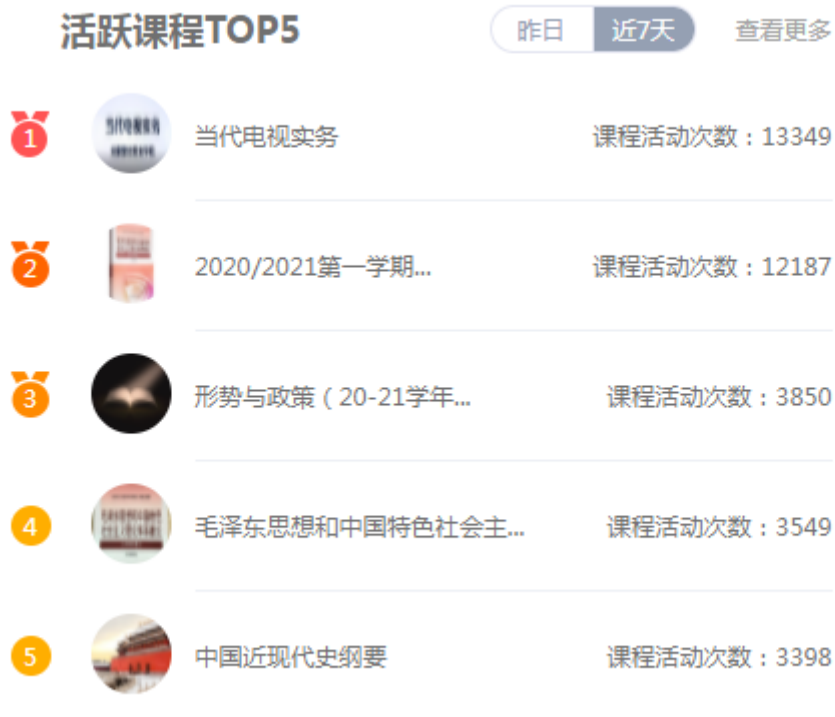 活跃课程TOP5 昨日 近7天 查看更多
1 当代电视实务 课程活动次数：13349
2 2020/2021第一学期... 课程活动次数：12187
3 形势与政策（20-21学年... 课程活动次数：3850
4 毛泽东思想和中国特色社会主... 课程活动次数：3549
5 中国近现代史纲要 课程活动次数：3398